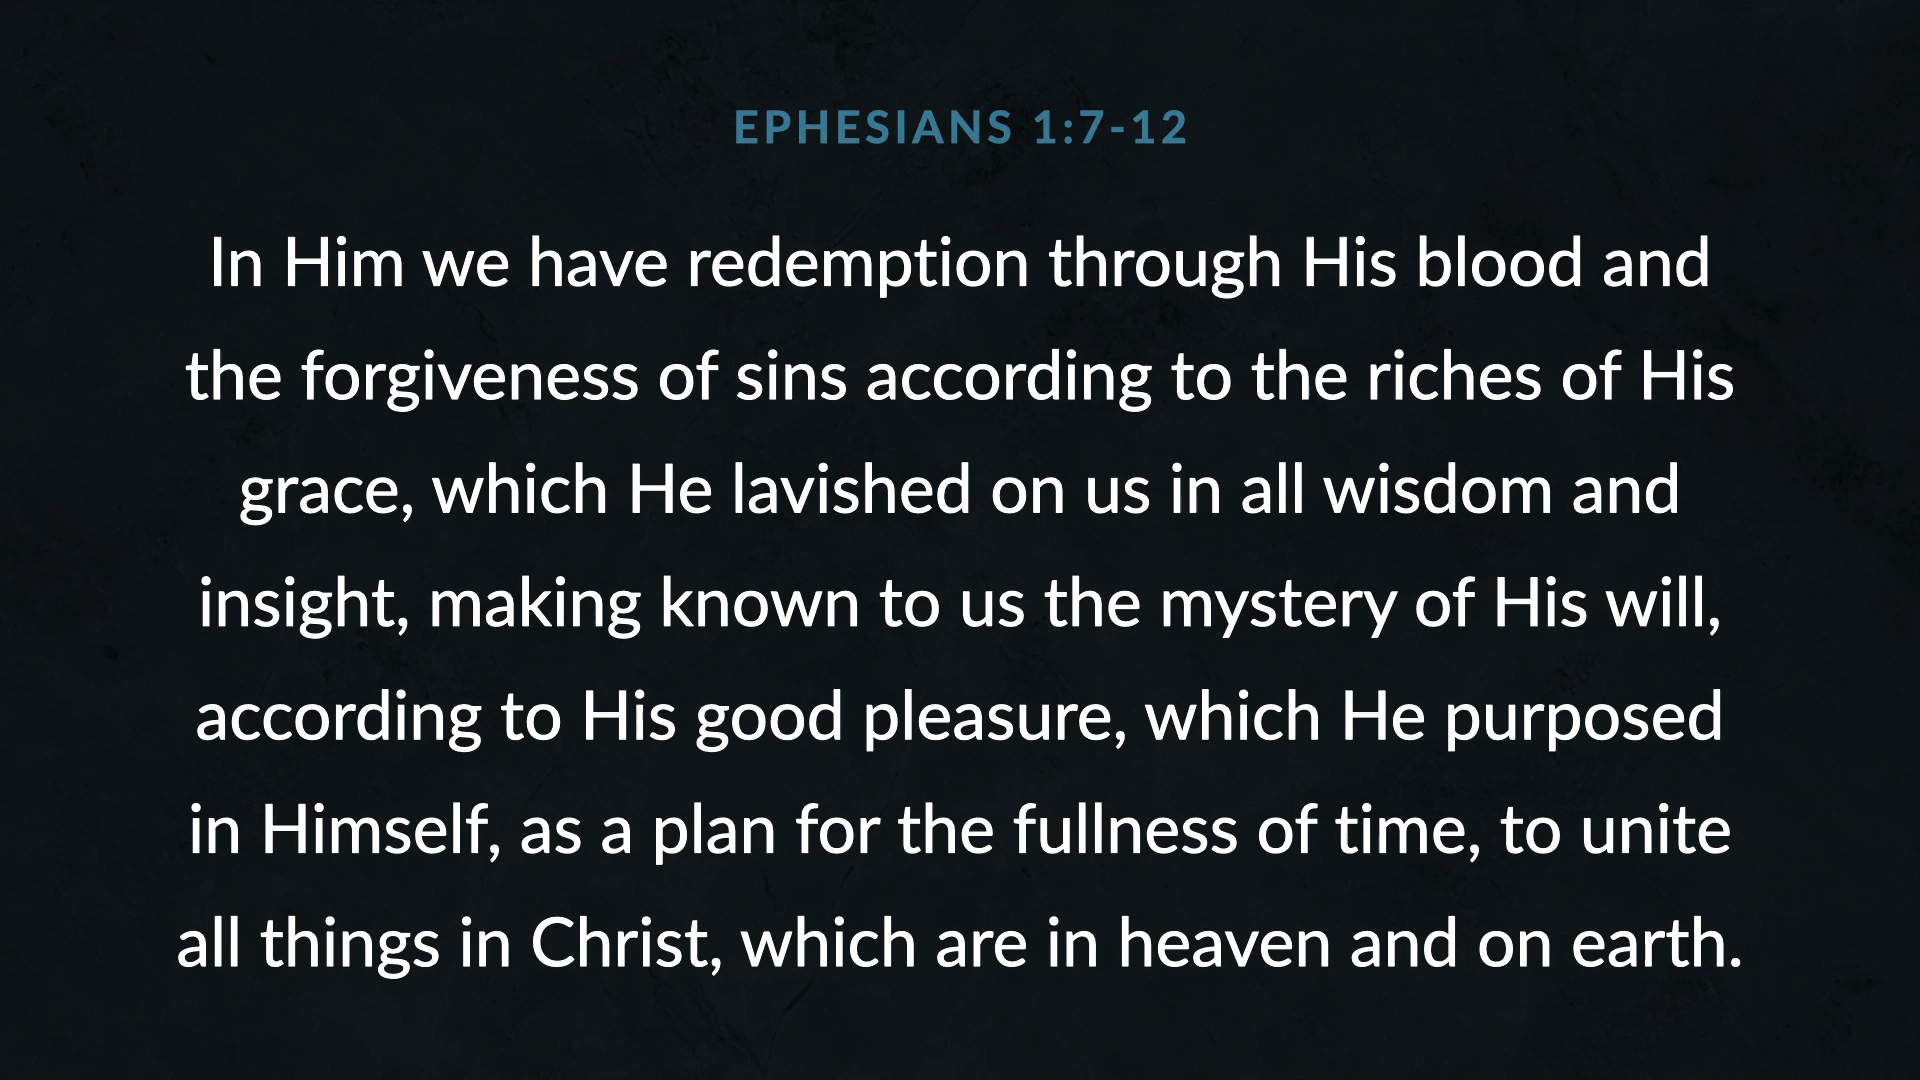 EPHESIANS 1:7-12
In Him we have redemption through His blood and
the forgiveness of sins according to the riches of His
grace, which He lavished on us in all wisdom and
insight, making known to us the mystery of His will,
according to His good pleasure, which He purposed
in Himself, as a plan for the fullness of time, to unite
all things in Christ, which are in heaven and on earth.